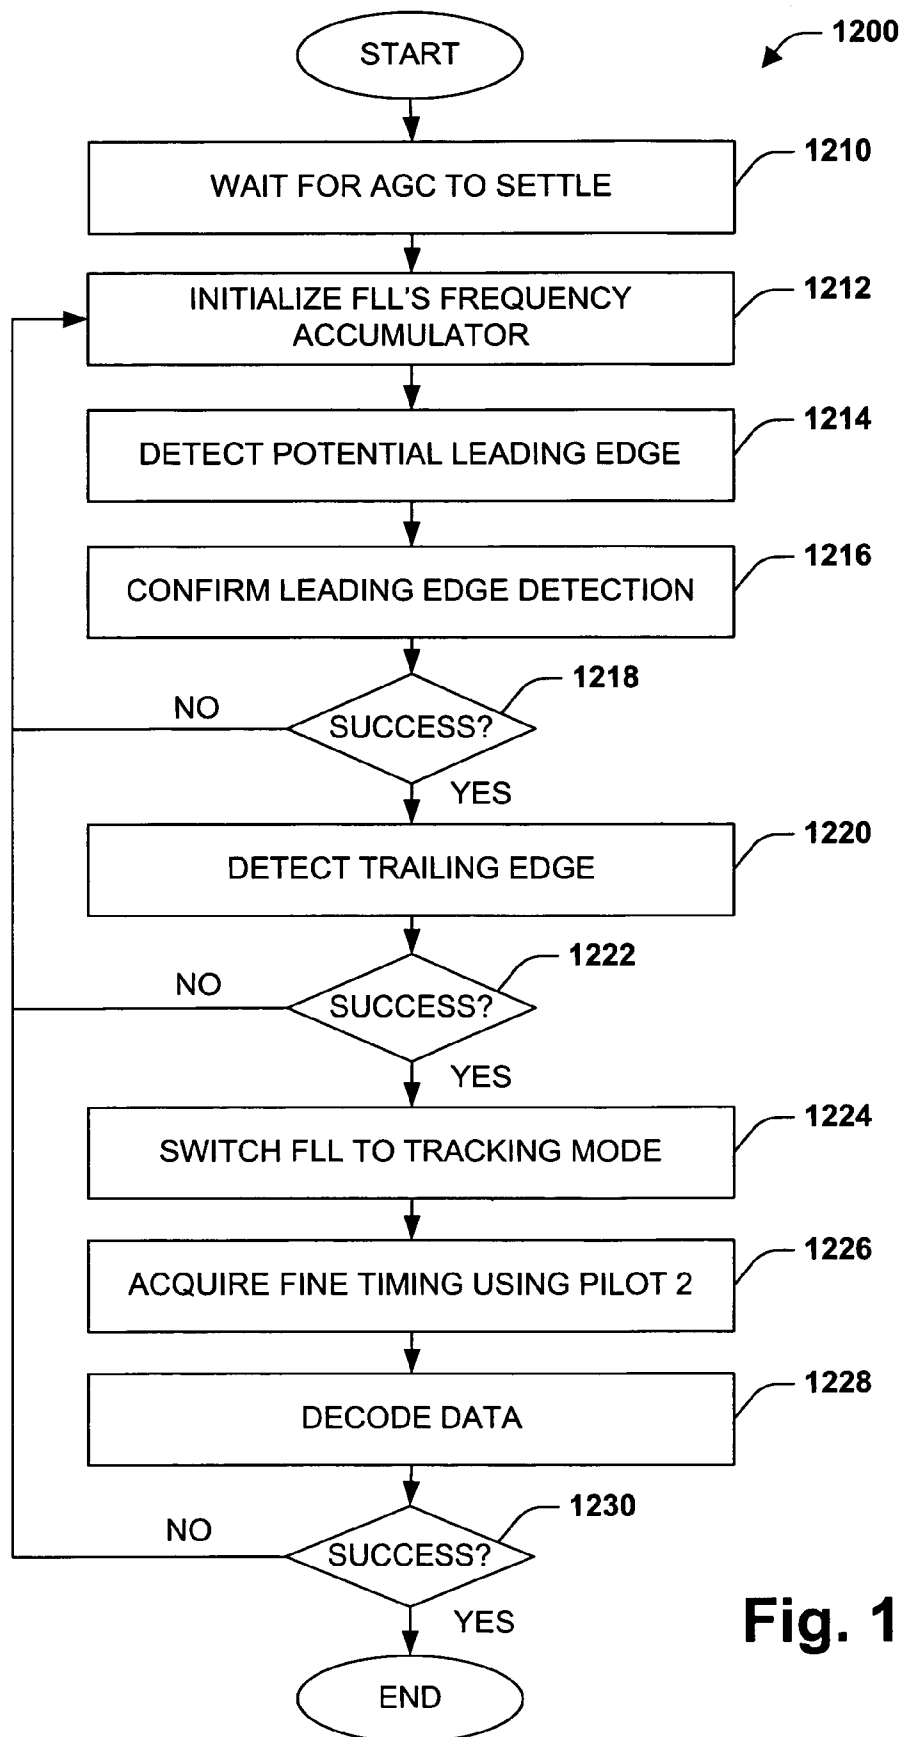 START
1200
WAIT FOR AGC TO SETTLE
1210
INITIALIZE FLL'S FREQUENCY
ACCUMULATOR
1212
DETECT POTENTIAL LEADING EDGE
1214
CONFIRM LEADING EDGE DETECTION
1216
SUCCESS?
1218
NO
YES
DETECT TRAILING EDGE
1220
SUCCESS?
1222
NO
YES
SWITCH FLL TO TRACKING MODE
1224
ACQUIRE FINE TIMING USING PILOT 2
1226
DECODE DATA
1228
SUCCESS?
1230
NO
YES
END
Fig. 1